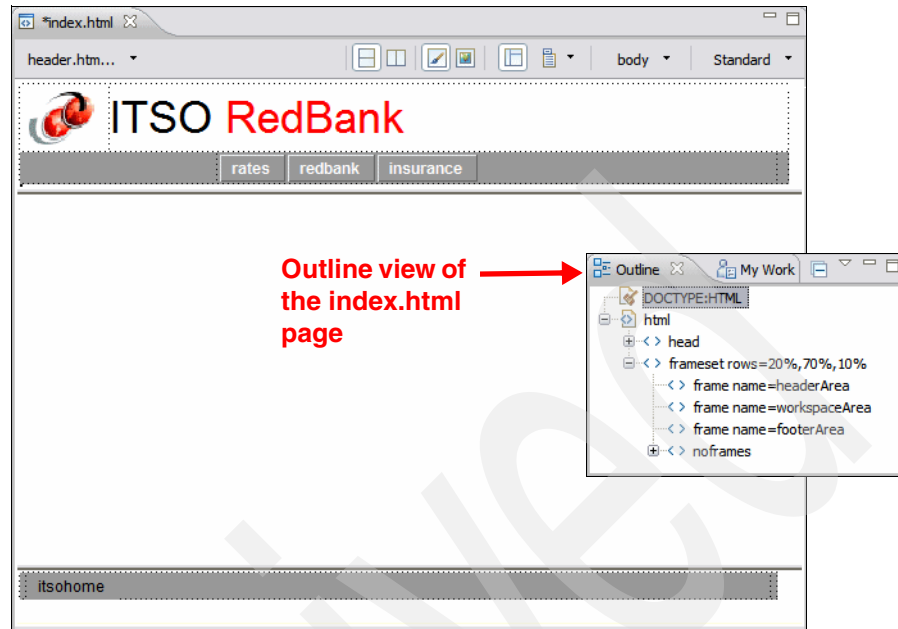 *index.html
header.htm...
body
Standard
ITSO RedBank
rates redbank insurance
Outline view of
the index.html
page
Outline My Work
DOCTYPE:HTML
html
head
frameset rows=20%,70%,10%
frame name=headerArea
frame name=workspaceArea
frame name=footerArea
noframes
itsohome